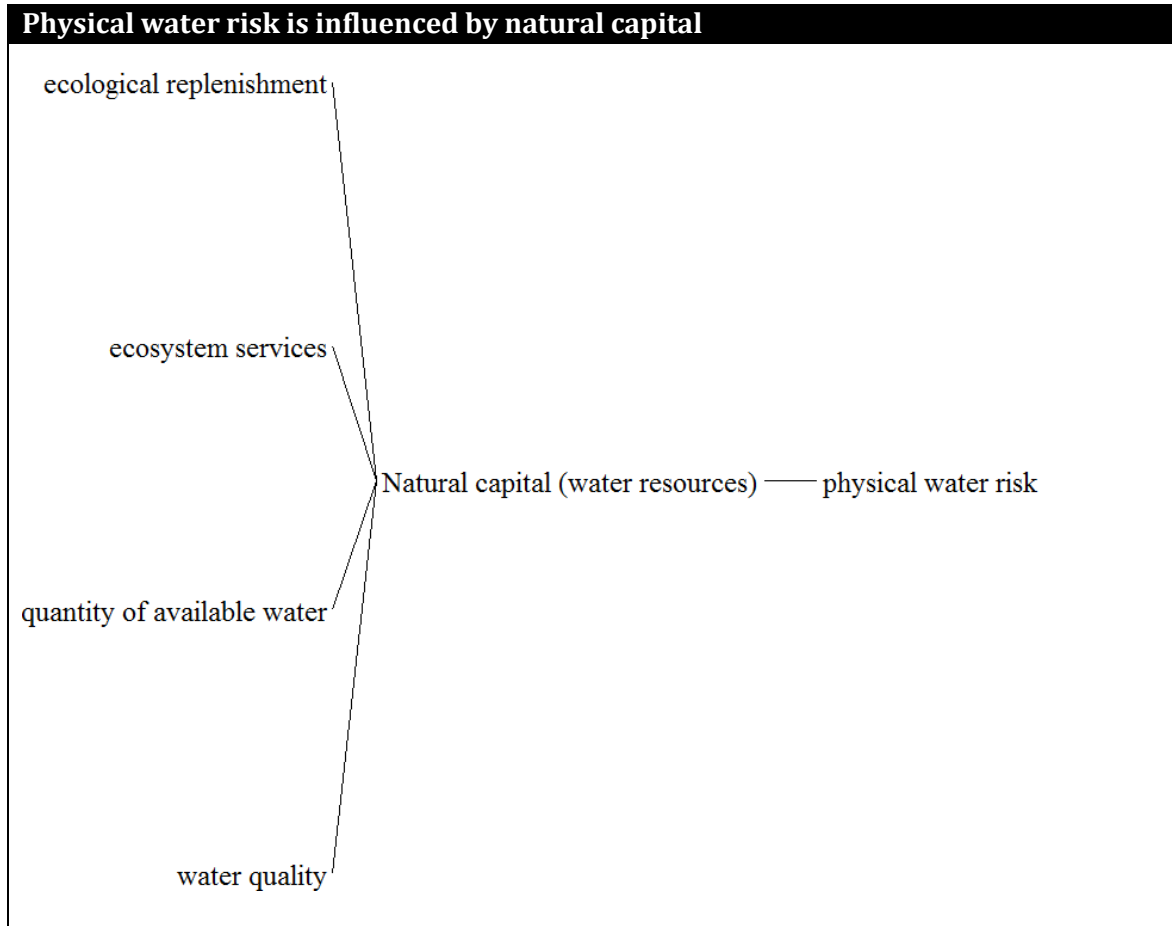 Physical water risk is influenced by natural capital
ecological replenishment
ecosystem services
Natural capital (water resources)
physical water risk
quantity of available water
water quality